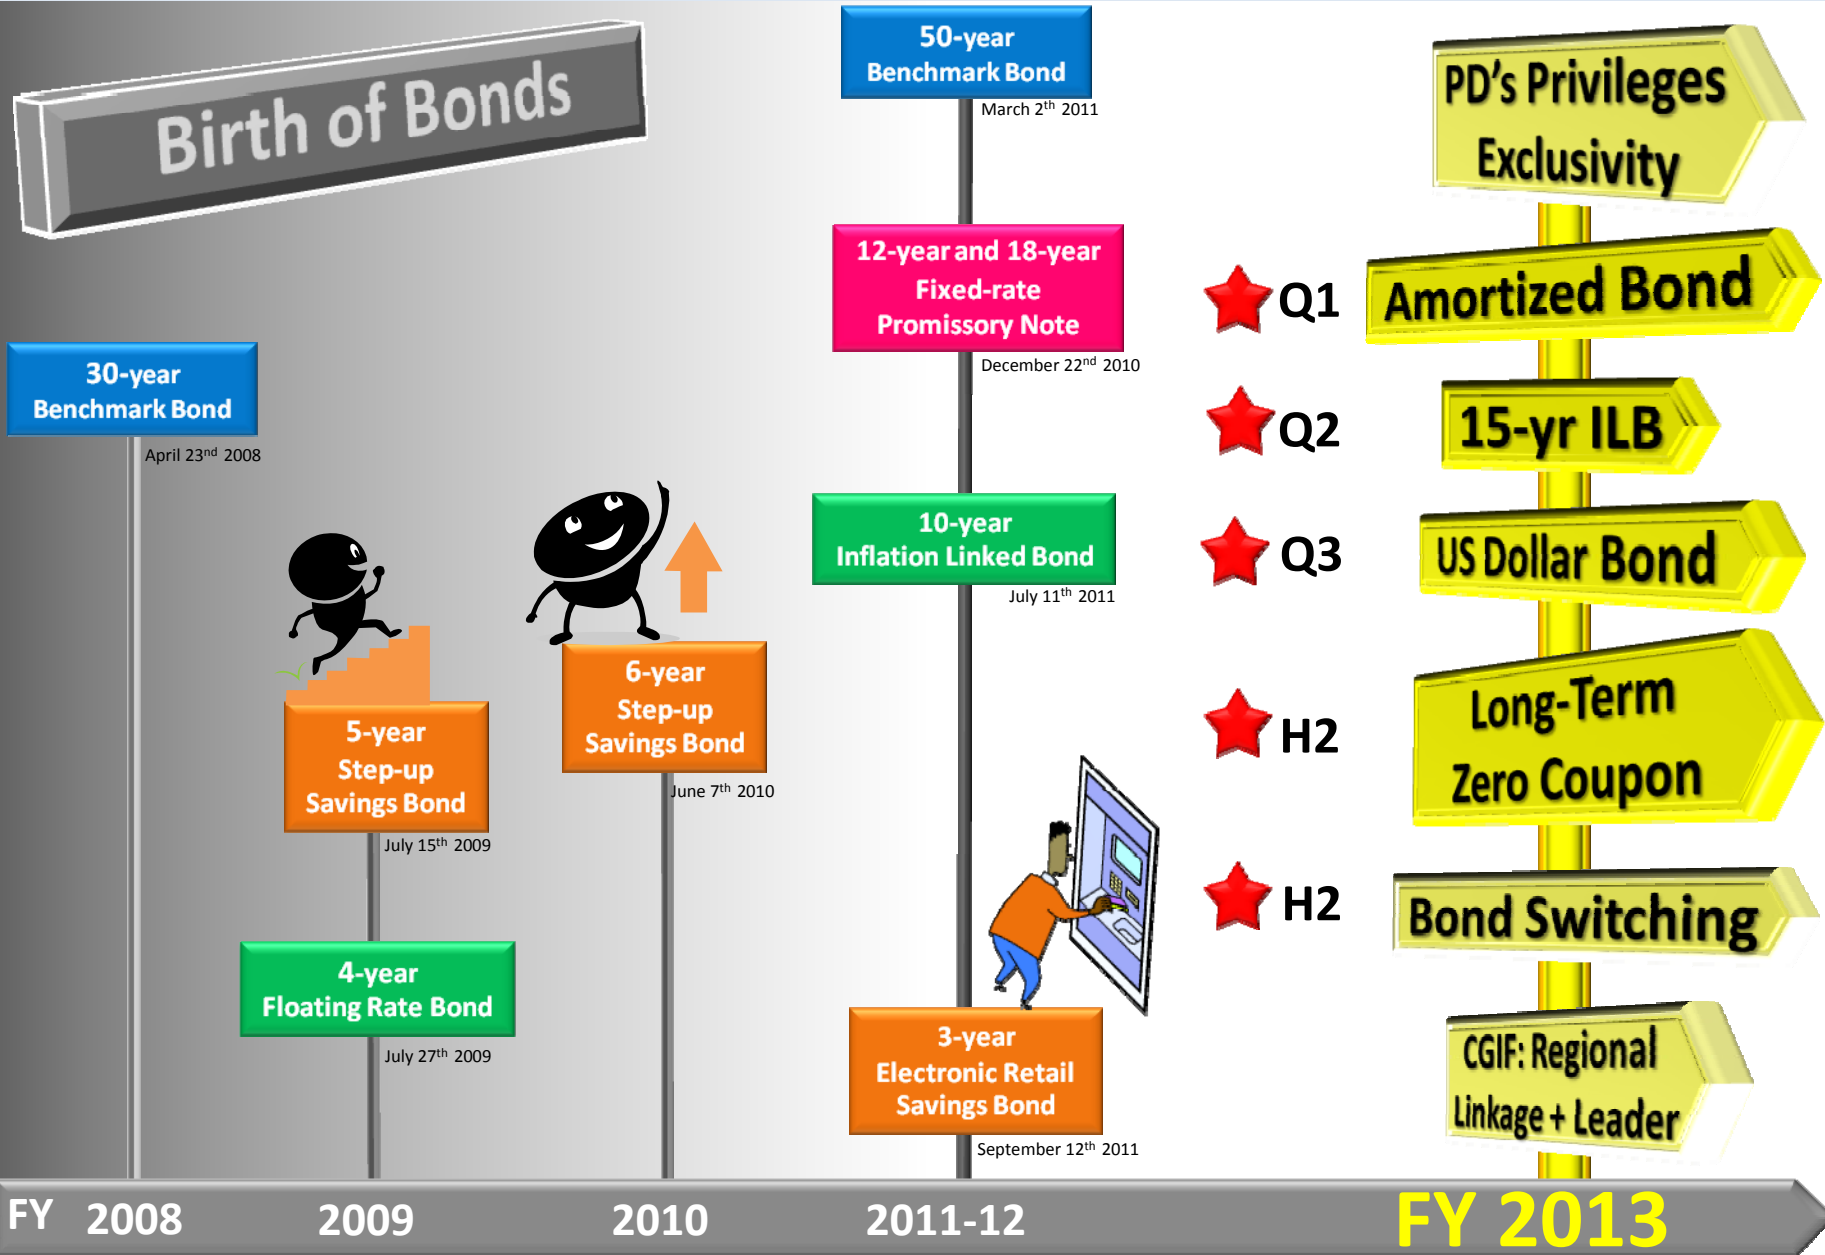 Birth of Bonds
30-year
Benchmark Bond
April 23nd 2008
5-year
Step-up
Savings Bond
July 15th 2009
4-year
Floating Rate Bond
July 27th 2009
6-year
Step-up
Savings Bond
June 7th 2010
50-year
Benchmark Bond
March 2th 2011
12-year and 18-year
Fixed-rate
Promissory Note
December 22nd 2010
10-year
Inflation Linked Bond
July 11th 2011
3-year
Electronic Retail
Savings Bond
September 12th 2011
PD's Privileges
Exclusivity
Q1
Amortized Bond
Q2
15-yr ILB
Q3
US Dollar Bond
H2
Long-Term
Zero Coupon
H2
Bond Switching
CGIF: Regional
Linkage + Leader
FY 2008 2009 2010 2011-12 FY 2013